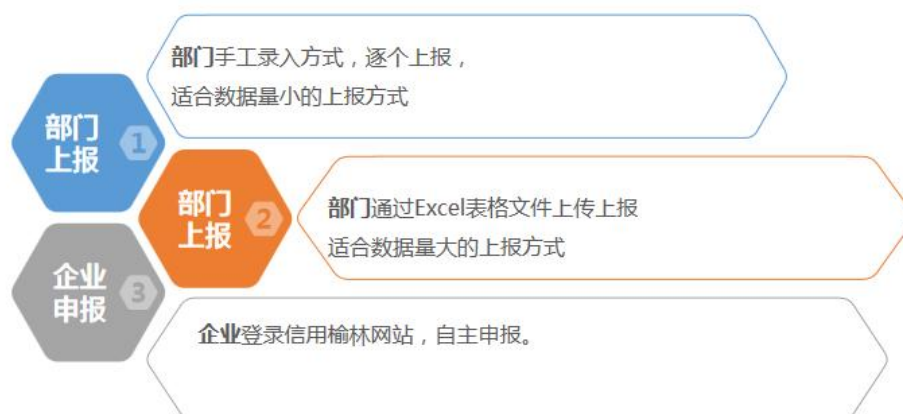 部门手工录入方式，逐个上报，
适合数据量小的上报方式
部门
上报
1
部门
上报
2
部门通过Excel表格文件上传上报
适合数据量大的上报方式
企业
申报
3
企业登录信用榆林网站，自主申报。